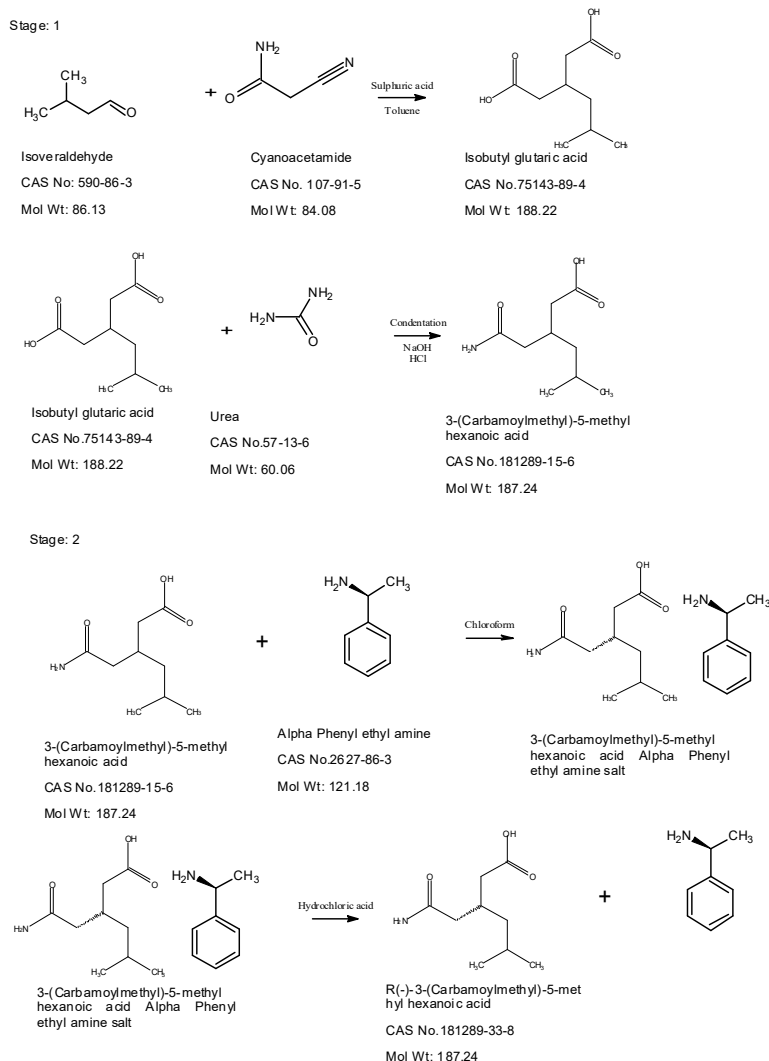 Stage: 1
CH₃
H₃C
O
+
NH₂
O
N
Sulphuric acid
Toluene
OH
O
O
HO
H₃C
CH₃
Isoveraldehyde
CAS No: 590-86-3
Mol Wt: 86.13
Cyanoacetamide
CAS No. 107-91-5
Mol Wt: 84.08
Isobutyl glutaric acid
CAS No.75143-89-4
Mol Wt: 188.22
OH
O
O
HO
H₃C
CH₃
+
NH₂
H₂N
O
Condentation
NaOH
HCl
OH
O
O
H₂N
H₃C
CH₃
Isobutyl glutaric acid
CAS No.75143-89-4
Mol Wt: 188.22
Urea
CAS No.57-13-6
Mol Wt: 60.06
3-(Carbamoylmethyl)-5-methyl
hexanoic acid
CAS No.181289-15-6
Mol Wt: 187.24
Stage: 2
OH
O
O
H₂N
H₃C
CH₃
+
H₂N
CH₃
Chloroform
OH
O
O
H₂N
H₃C
CH₃
H₂N
CH₃
3-(Carbamoylmethyl)-5-methyl
hexanoic acid
CAS No.181289-15-6
Mol Wt: 187.24
Alpha Phenyl ethyl amine
CAS No.2627-86-3
Mol Wt: 121.18
3-(Carbamoylmethyl)-5-methyl
hexanoic acid Alpha Phenyl
ethyl amine salt
OH
O
O
H₂N
H₃C
CH₃
H₂N
CH₃
Hydrochloric acid
OH
O
O
H₂N
H₃C
CH₃
+
H₂N
CH₃
3-(Carbamoylmethyl)-5-methyl
hexanoic acid Alpha Phenyl
ethyl amine salt
R(-)-3-(Carbamoylmethyl)-5-met
hyl hexanoic acid
CAS No.181289-33-8
Mol Wt: 187.24